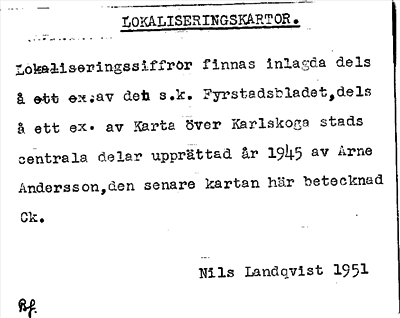 LOKALISERINGSKARTOR.
Lokaliseringssiffror finnas inlagda dels
å ett ex.av det s.k. Fyrstadsbladet,dels
å ett ex. av Karta över Karlskoga stads
centrala delar upprättad år 1945 av Arne
Andersson,den senare kartan här betecknad
Ck.
Nils Landqvist 1951